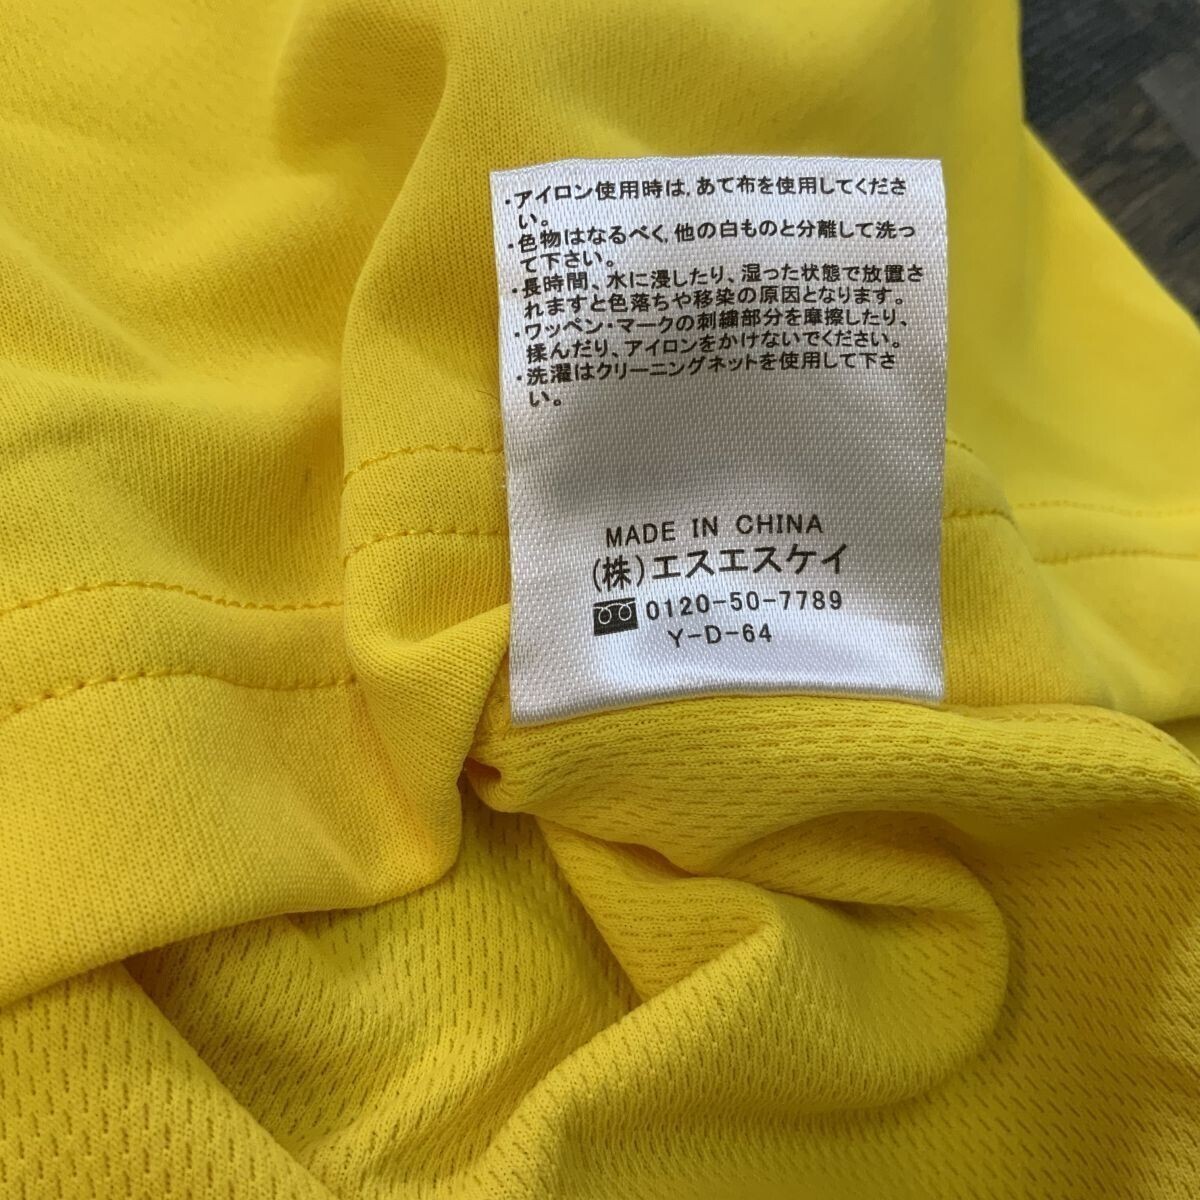 ・アイロン使用時は、あて布を使用してくださ
い。
・色物はなるべく、他の白ものと分離して洗っ
て下さい。
・長時間、水に浸したり、湿った状態で放置さ
れますと色落ちや移染の原因となります。
・ワッペン・マークの刺繍部分を摩擦したり、
揉んだり、アイロンをかけないでください。
・洗濯はクリーニングネットを使用して下さ
い。
MADE IN CHINA
(株)エスエスケイ
0120-50-7789
Y-D-64